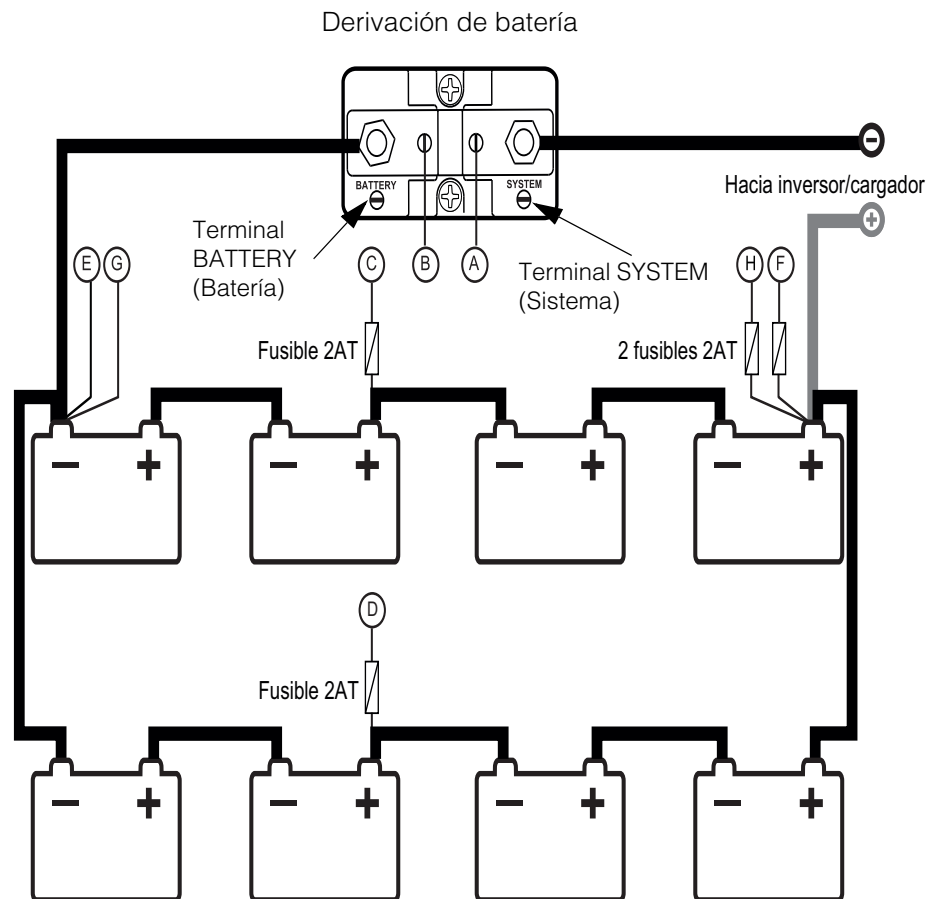 Derivación de batería
BATTERY
SYSTEM
-
Hacia inversor/cargador
+
Terminal
BATTERY
(Batería)
Terminal SYSTEM
(Sistema)
E
G
C
B
A
H
F
Fusible 2AT
2 fusibles 2AT
- + - + - + - +
D
Fusible 2AT
- + - + - + - +